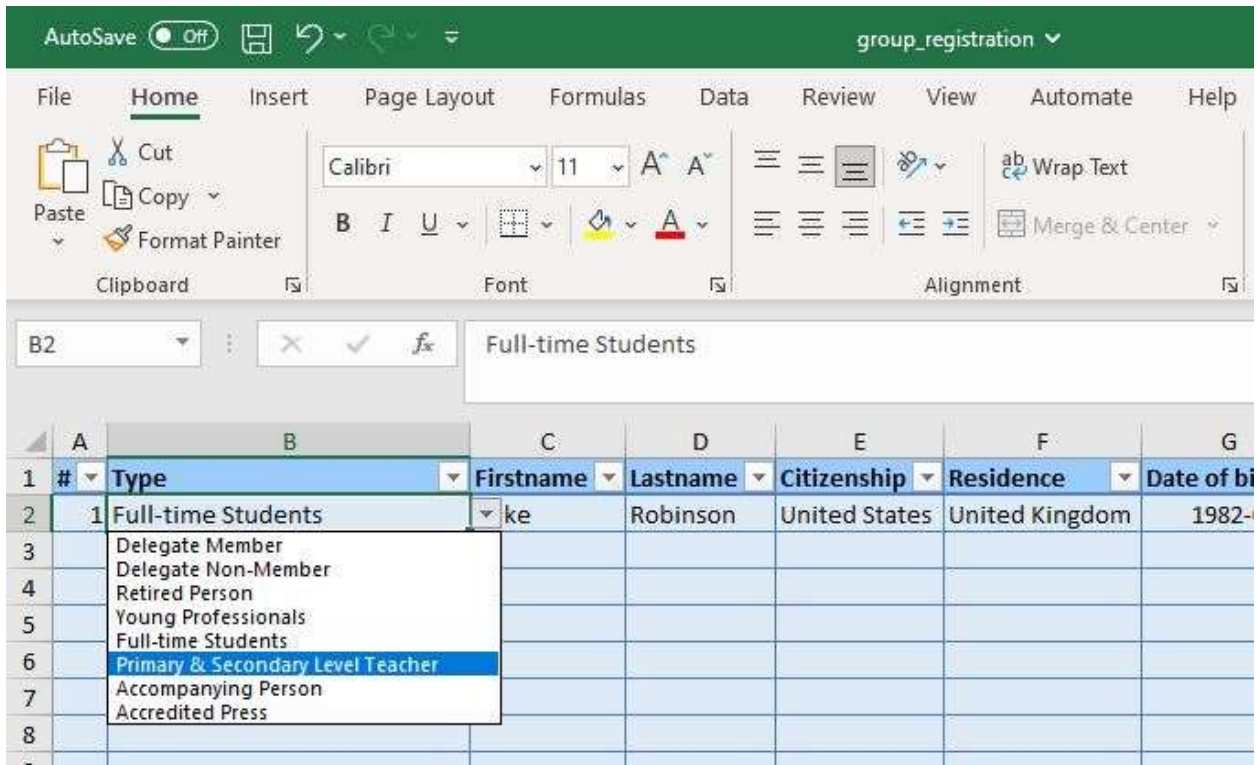 AutoSave Off group_registration
File Home Insert Page Layout Formulas Data Review View Automate Help
Cut
Copy
Paste
Format Painter
Calibri 11 A A
ab Wrap Text
B I U A Merge & Center
Clipboard Font Alignment
B2 fx Full-time Students
A B C D E F G
1 # Type Firstname Lastname Citizenship Residence Date of bi
2 1 Full-time Students ke Robinson United States United Kingdom 1982-
3 Delegate Member
Delegate Non-Member
4 Retired Person
5 Young Professionals
Full-time Students
6 Primary & Secondary Level Teacher
7 Accompanying Person
Accredited Press
8